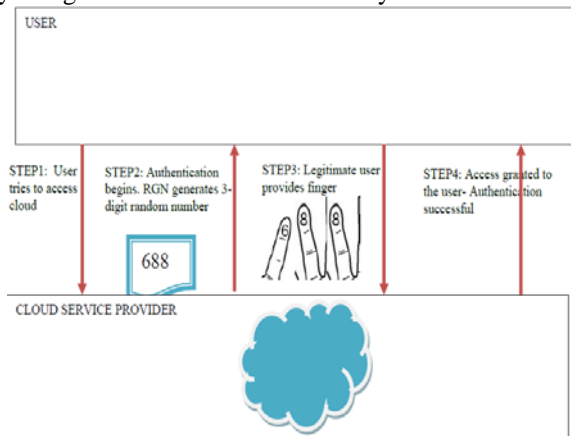 USER
STEP1: User
tries to access
cloud
STEP2: Authentication
begins. RGN generates 3-
digit random number
STEP3: Legitimate user
provides finger
STEP4: Access granted to
the user- Authentication
successful
688
6 8 8
CLOUD SERVICE PROVIDER